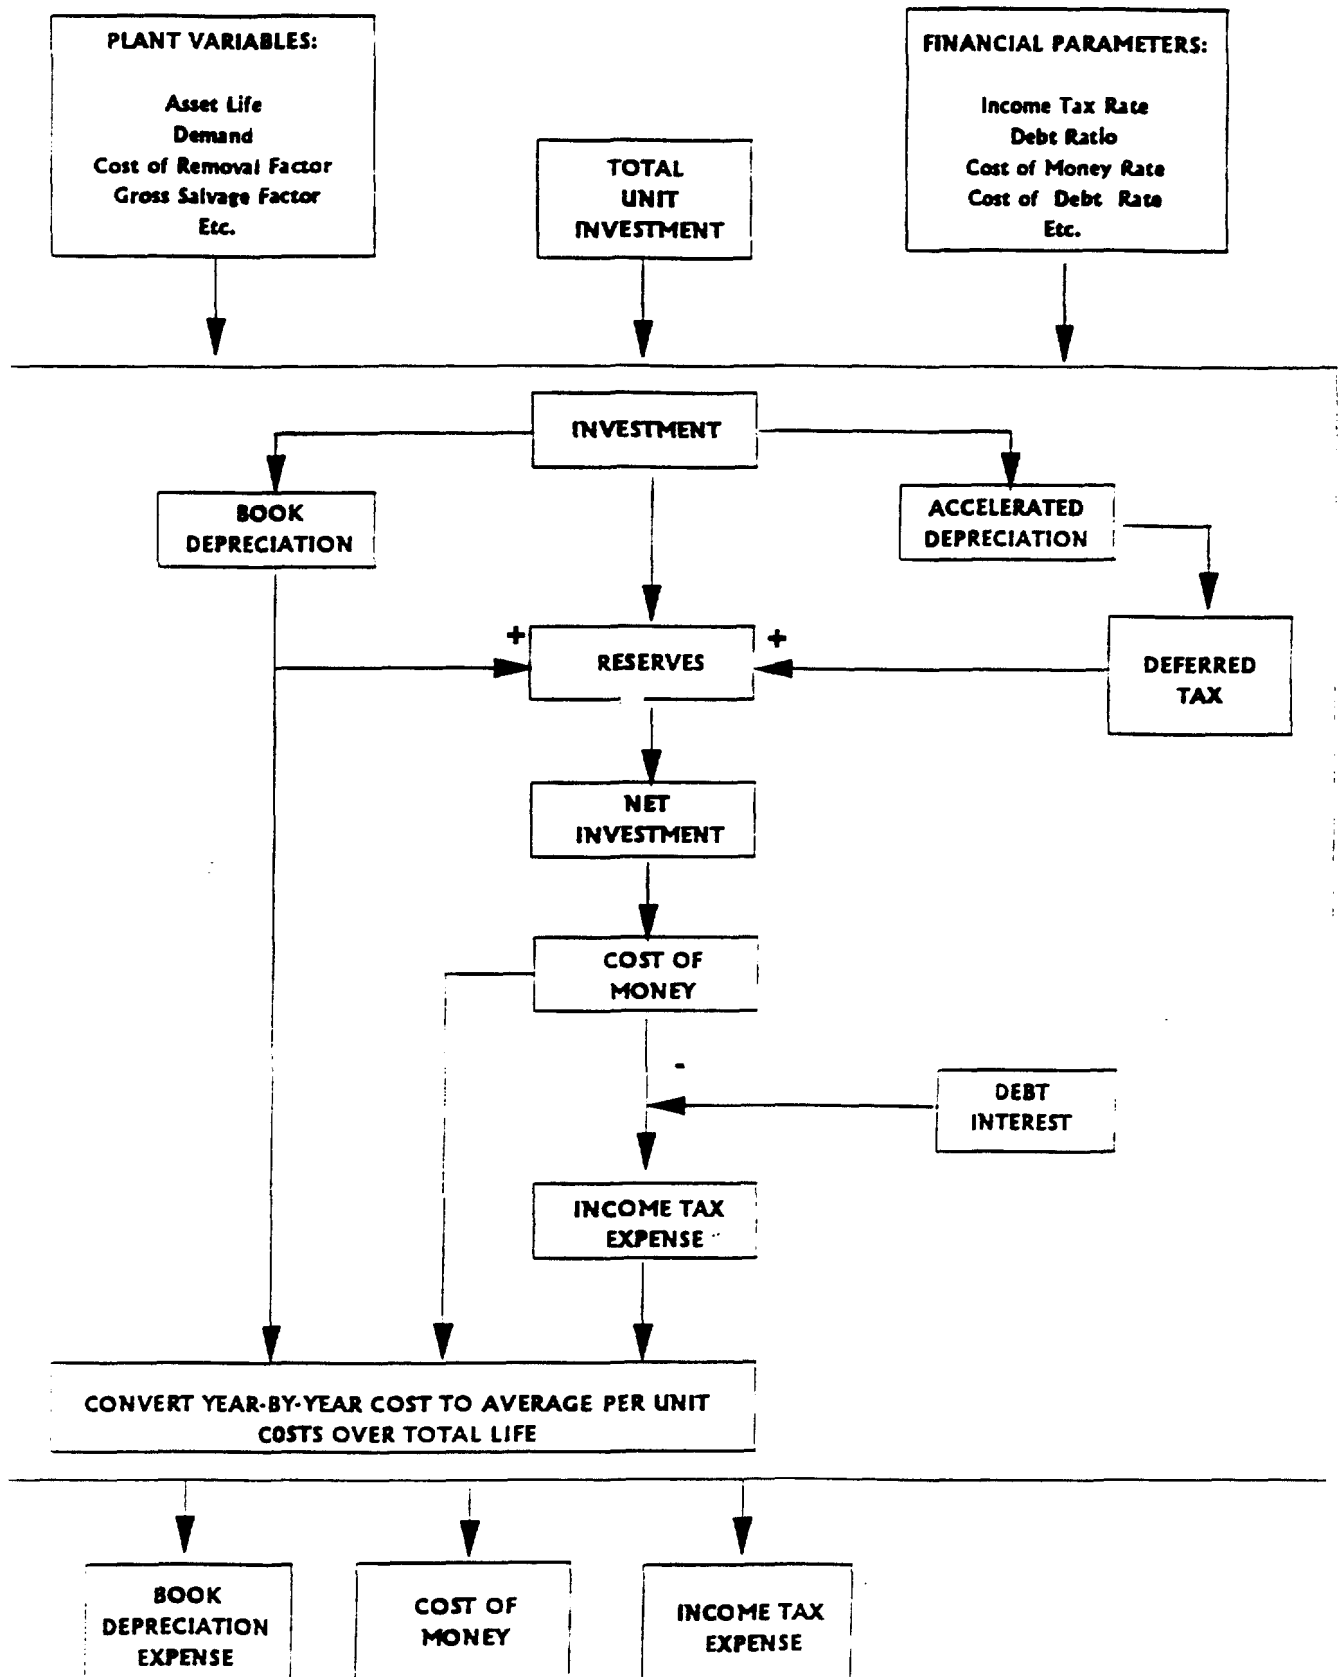 PLANT VARIABLES:
Asset Life
Demand
Cost of Removal Factor
Gross Salvage Factor
Etc.
TOTAL
UNIT
INVESTMENT
FINANCIAL PARAMETERS:
Income Tax Rate
Debt Ratio
Cost of Money Rate
Cost of Debt Rate
Etc.
INVESTMENT
BOOK
DEPRECIATION
ACCELERATED
DEPRECIATION
+
RESERVES
+
DEFERRED
TAX
NET
INVESTMENT
COST OF
MONEY
-
DEBT
INTEREST
INCOME TAX
EXPENSE
CONVERT YEAR-BY-YEAR COST TO AVERAGE PER UNIT
COSTS OVER TOTAL LIFE
BOOK
DEPRECIATION
EXPENSE
COST OF
MONEY
INCOME TAX
EXPENSE